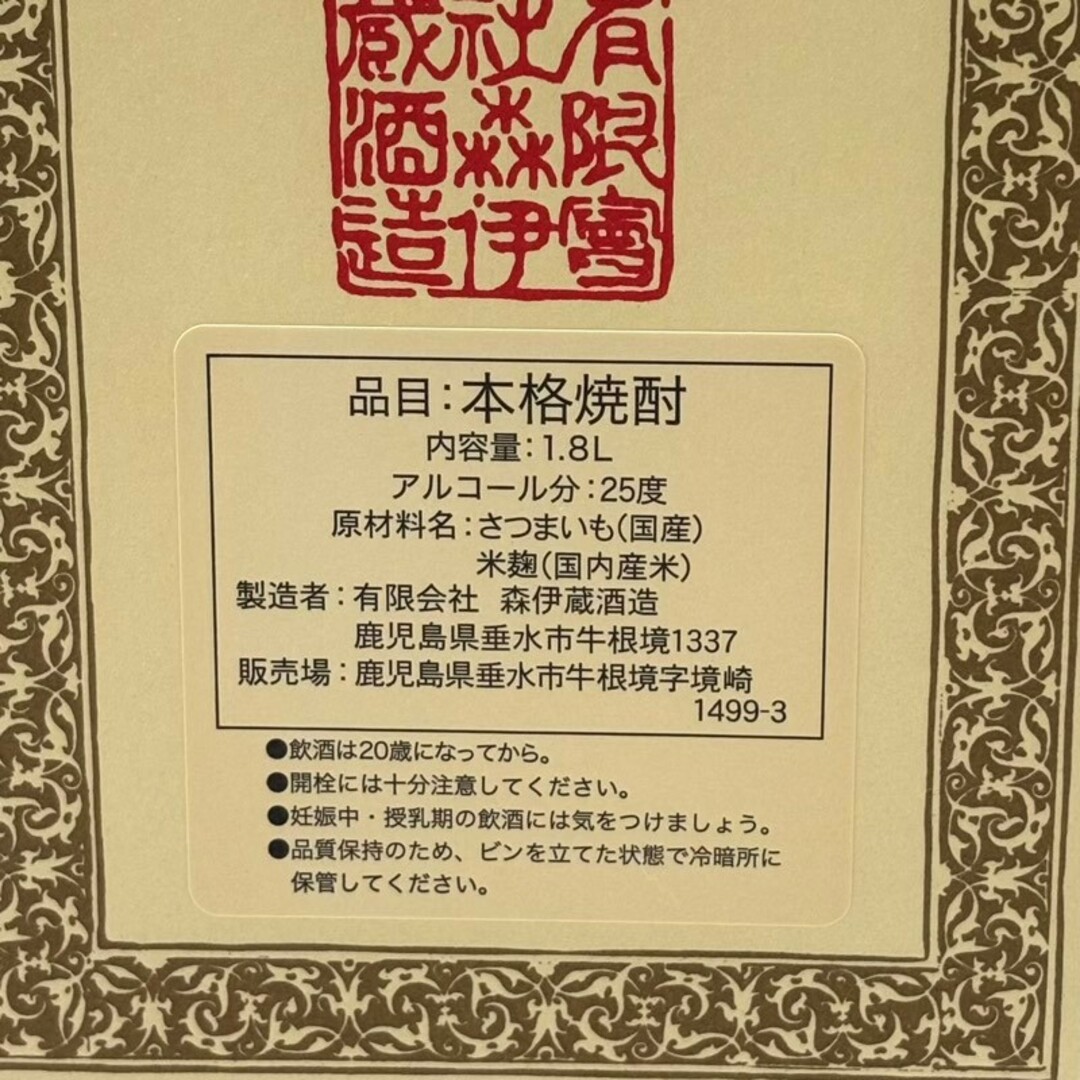 有限會
社森伊
蔵酒造
品目：本格焼酎
内容量：1.8L
アルコール分：25度
原材料名：さつまいも(国産)
米麹(国内産米)
製造者：有限会社 森伊蔵酒造
鹿児島県垂水市牛根境1337
販売場：鹿児島県垂水市牛根境字境崎
1499-3
●飲酒は20歳になってから。
●開栓には十分注意してください。
●妊娠中・授乳期の飲酒には気をつけましょう。
●品質保持のため、ビンを立てた状態で冷暗所に
保管してください。